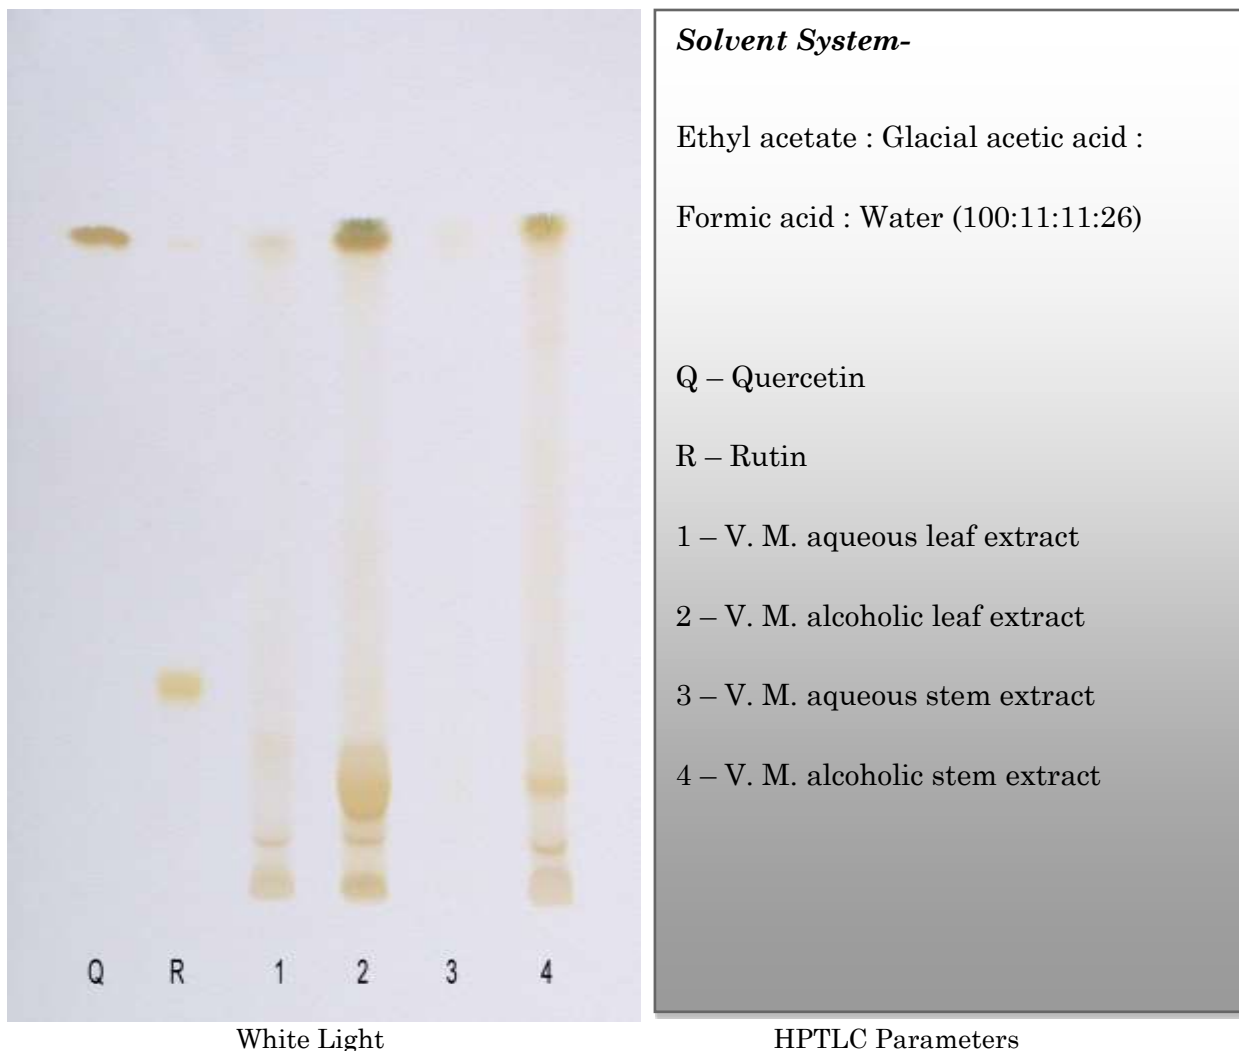 Solvent System-
Ethyl acetate : Glacial acetic acid :
Formic acid : Water (100:11:11:26)
Q – Quercetin
R – Rutin
1 – V. M. aqueous leaf extract
2 – V. M. alcoholic leaf extract
3 – V. M. aqueous stem extract
4 – V. M. alcoholic stem extract
Q R 1 2 3 4
White Light
HPTLC Parameters